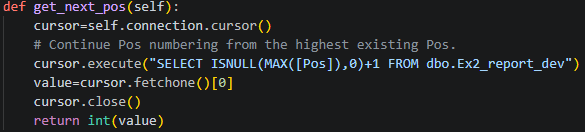 def get_next_pos(self):
    cursor=self.connection.cursor()
    # Continue Pos numbering from the highest existing Pos.
    cursor.execute("SELECT ISNULL(MAX([Pos]),0)+1 FROM dbo.Ex2_report_dev")
    value=cursor.fetchone()[0]
    cursor.close()
    return int(value)